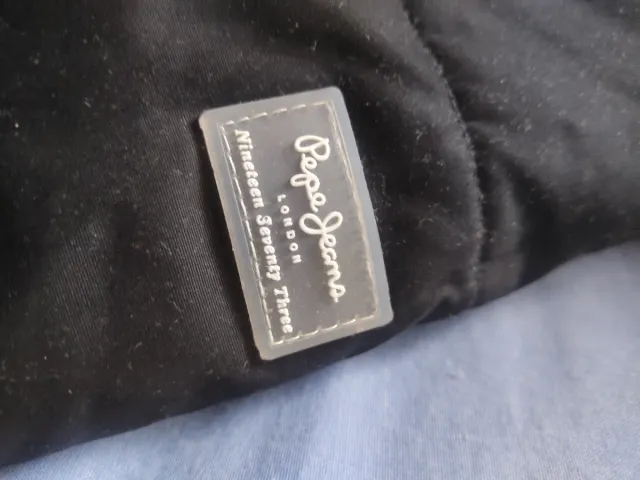 Pepe Jeans
LONDON
Nineteen Seventy Three